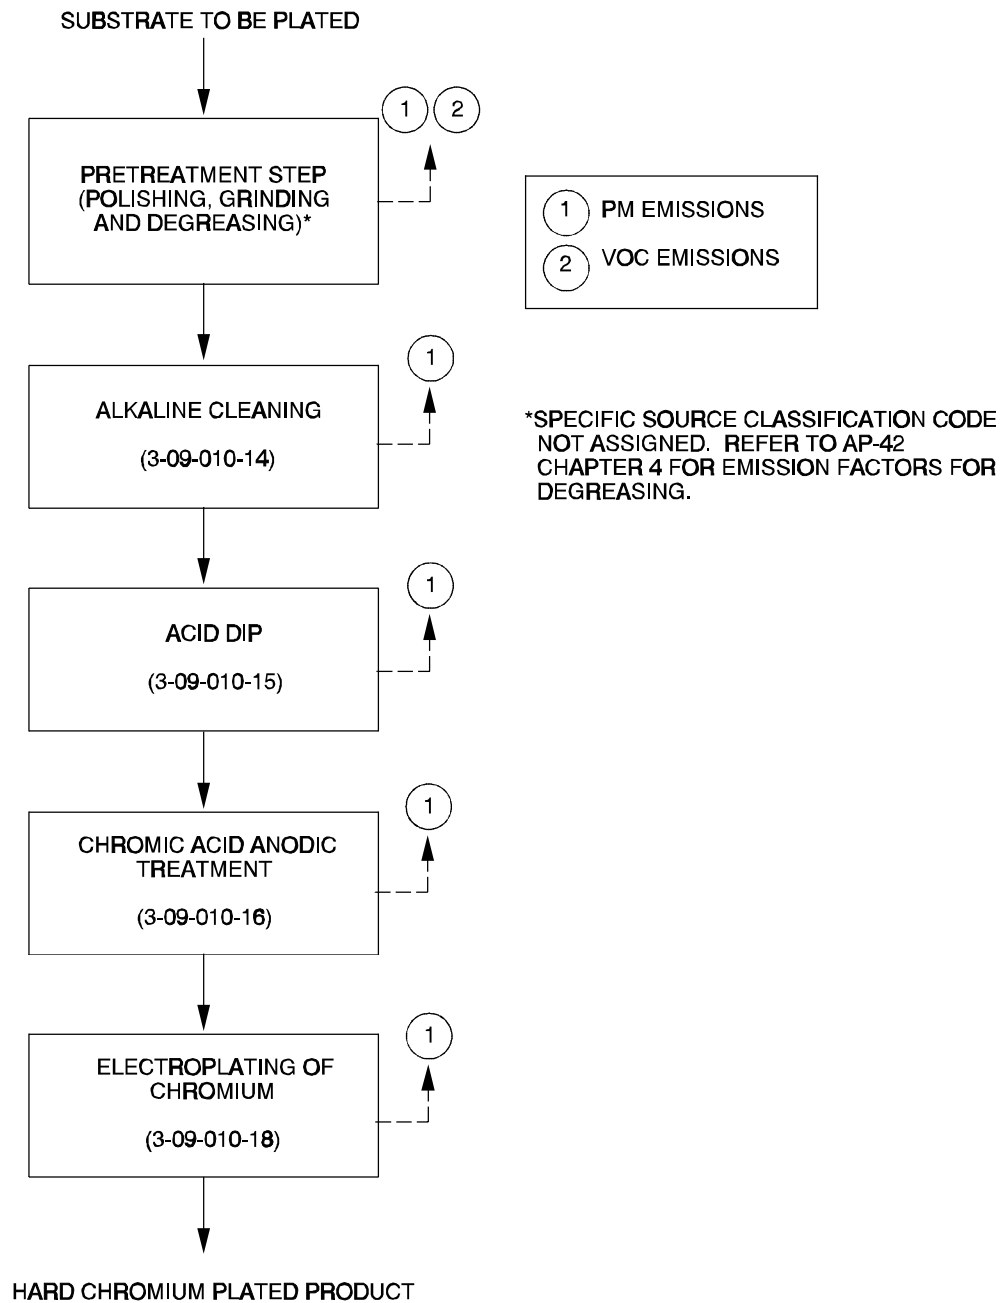 SUBSTRATE TO BE PLATED
1
2
PRETREATMENT STEP
(POLISHING, GRINDING
AND DEGREASING)*
1 PM EMISSIONS
2 VOC EMISSIONS
1
ALKALINE CLEANING
(3-09-010-14)
*SPECIFIC SOURCE CLASSIFICATION CODE
NOT ASSIGNED. REFER TO AP-42
CHAPTER 4 FOR EMISSION FACTORS FOR
DEGREASING.
1
ACID DIP
(3-09-010-15)
1
CHROMIC ACID ANODIC
TREATMENT
(3-09-010-16)
1
ELECTROPLATING OF
CHROMIUM
(3-09-010-18)
HARD CHROMIUM PLATED PRODUCT